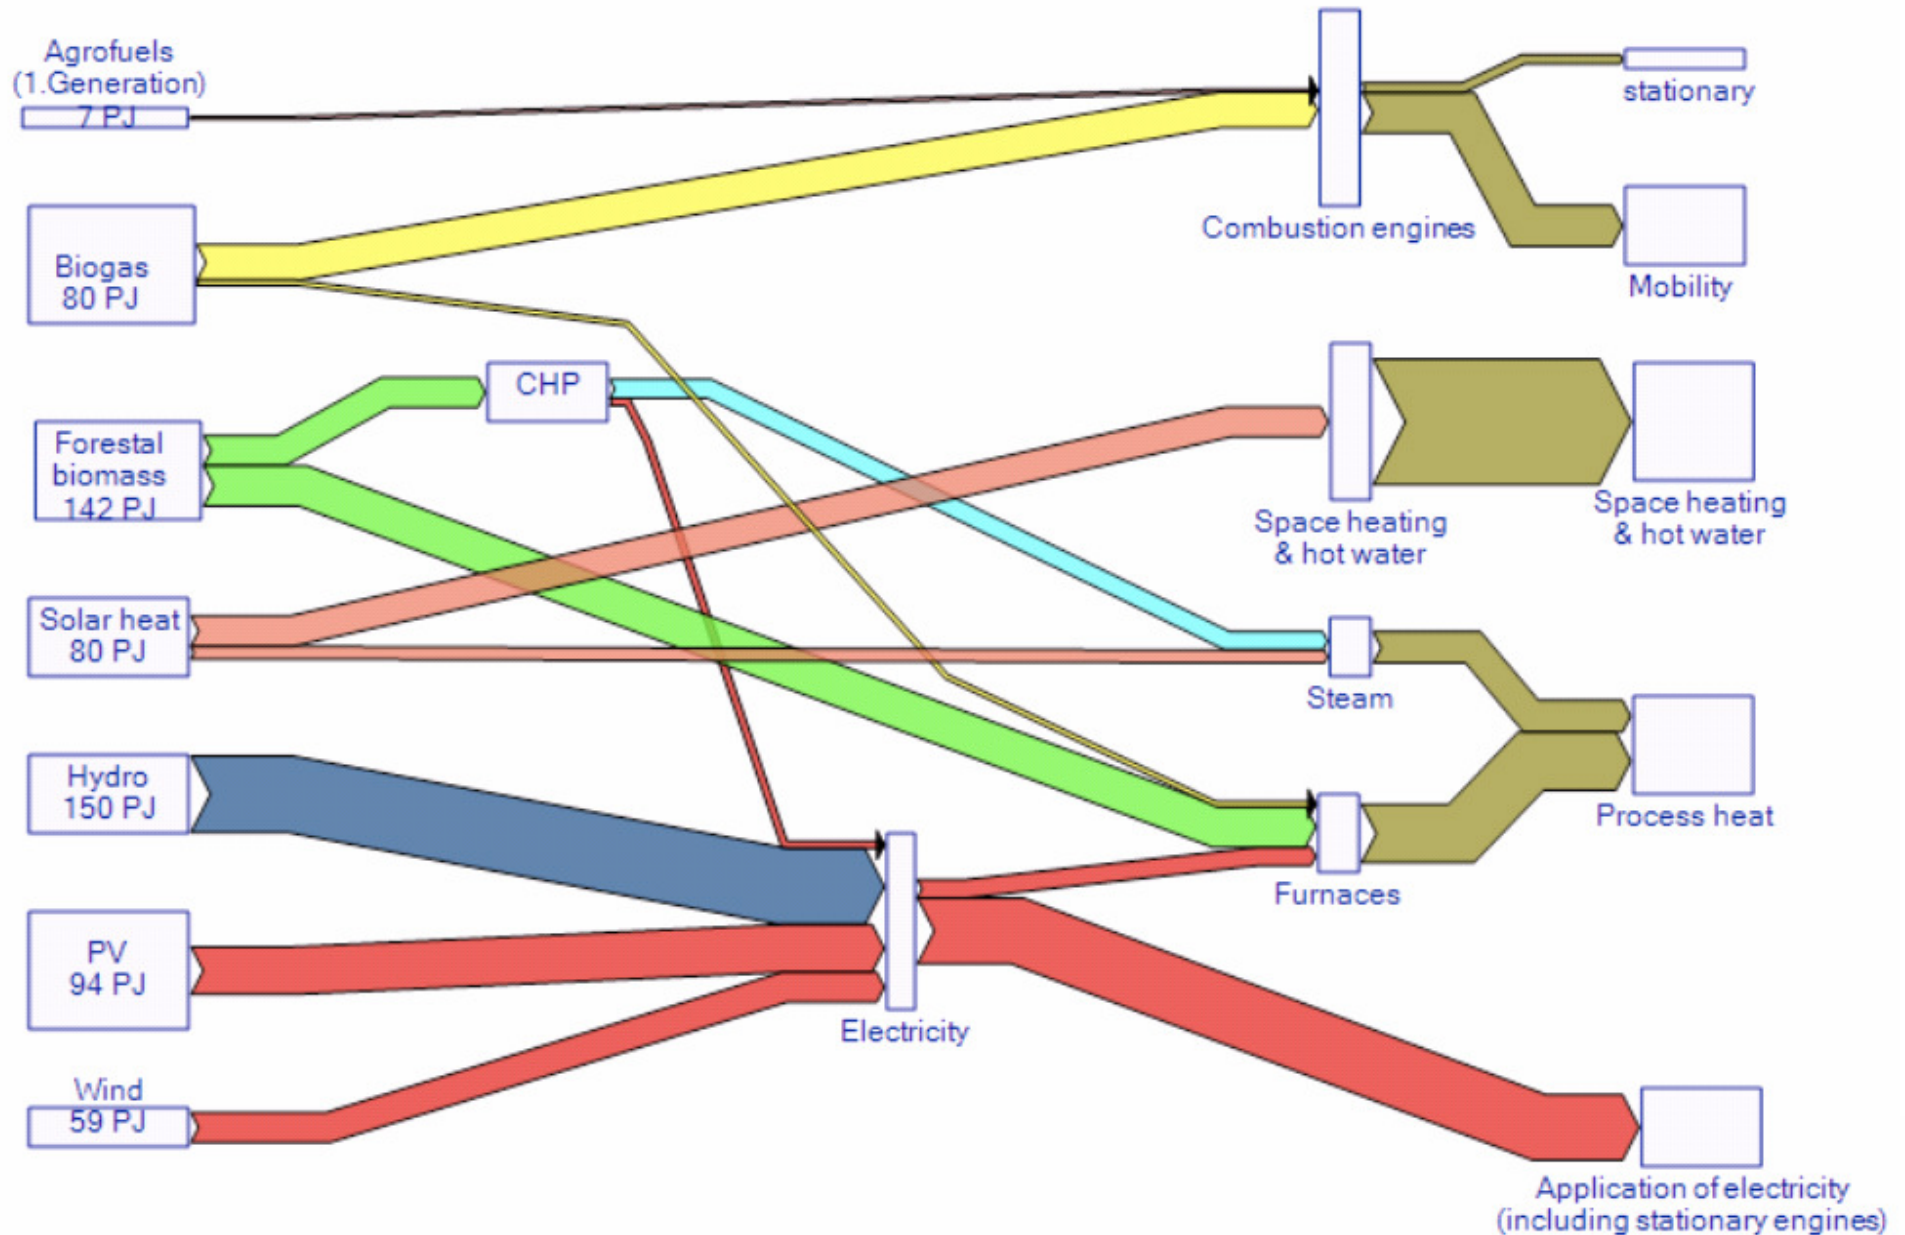 Agrofuels
(1.Generation)
7 PJ
Biogas
80 PJ
Forestal
biomass
142 PJ
Solar heat
80 PJ
Hydro
150 PJ
PV
94 PJ
Wind
59 PJ
CHP
Electricity
Combustion engines
Space heating
& hot water
Steam
Furnaces
stationary
Mobility
Space heating
& hot water
Process heat
Application of electricity
(including stationary engines)